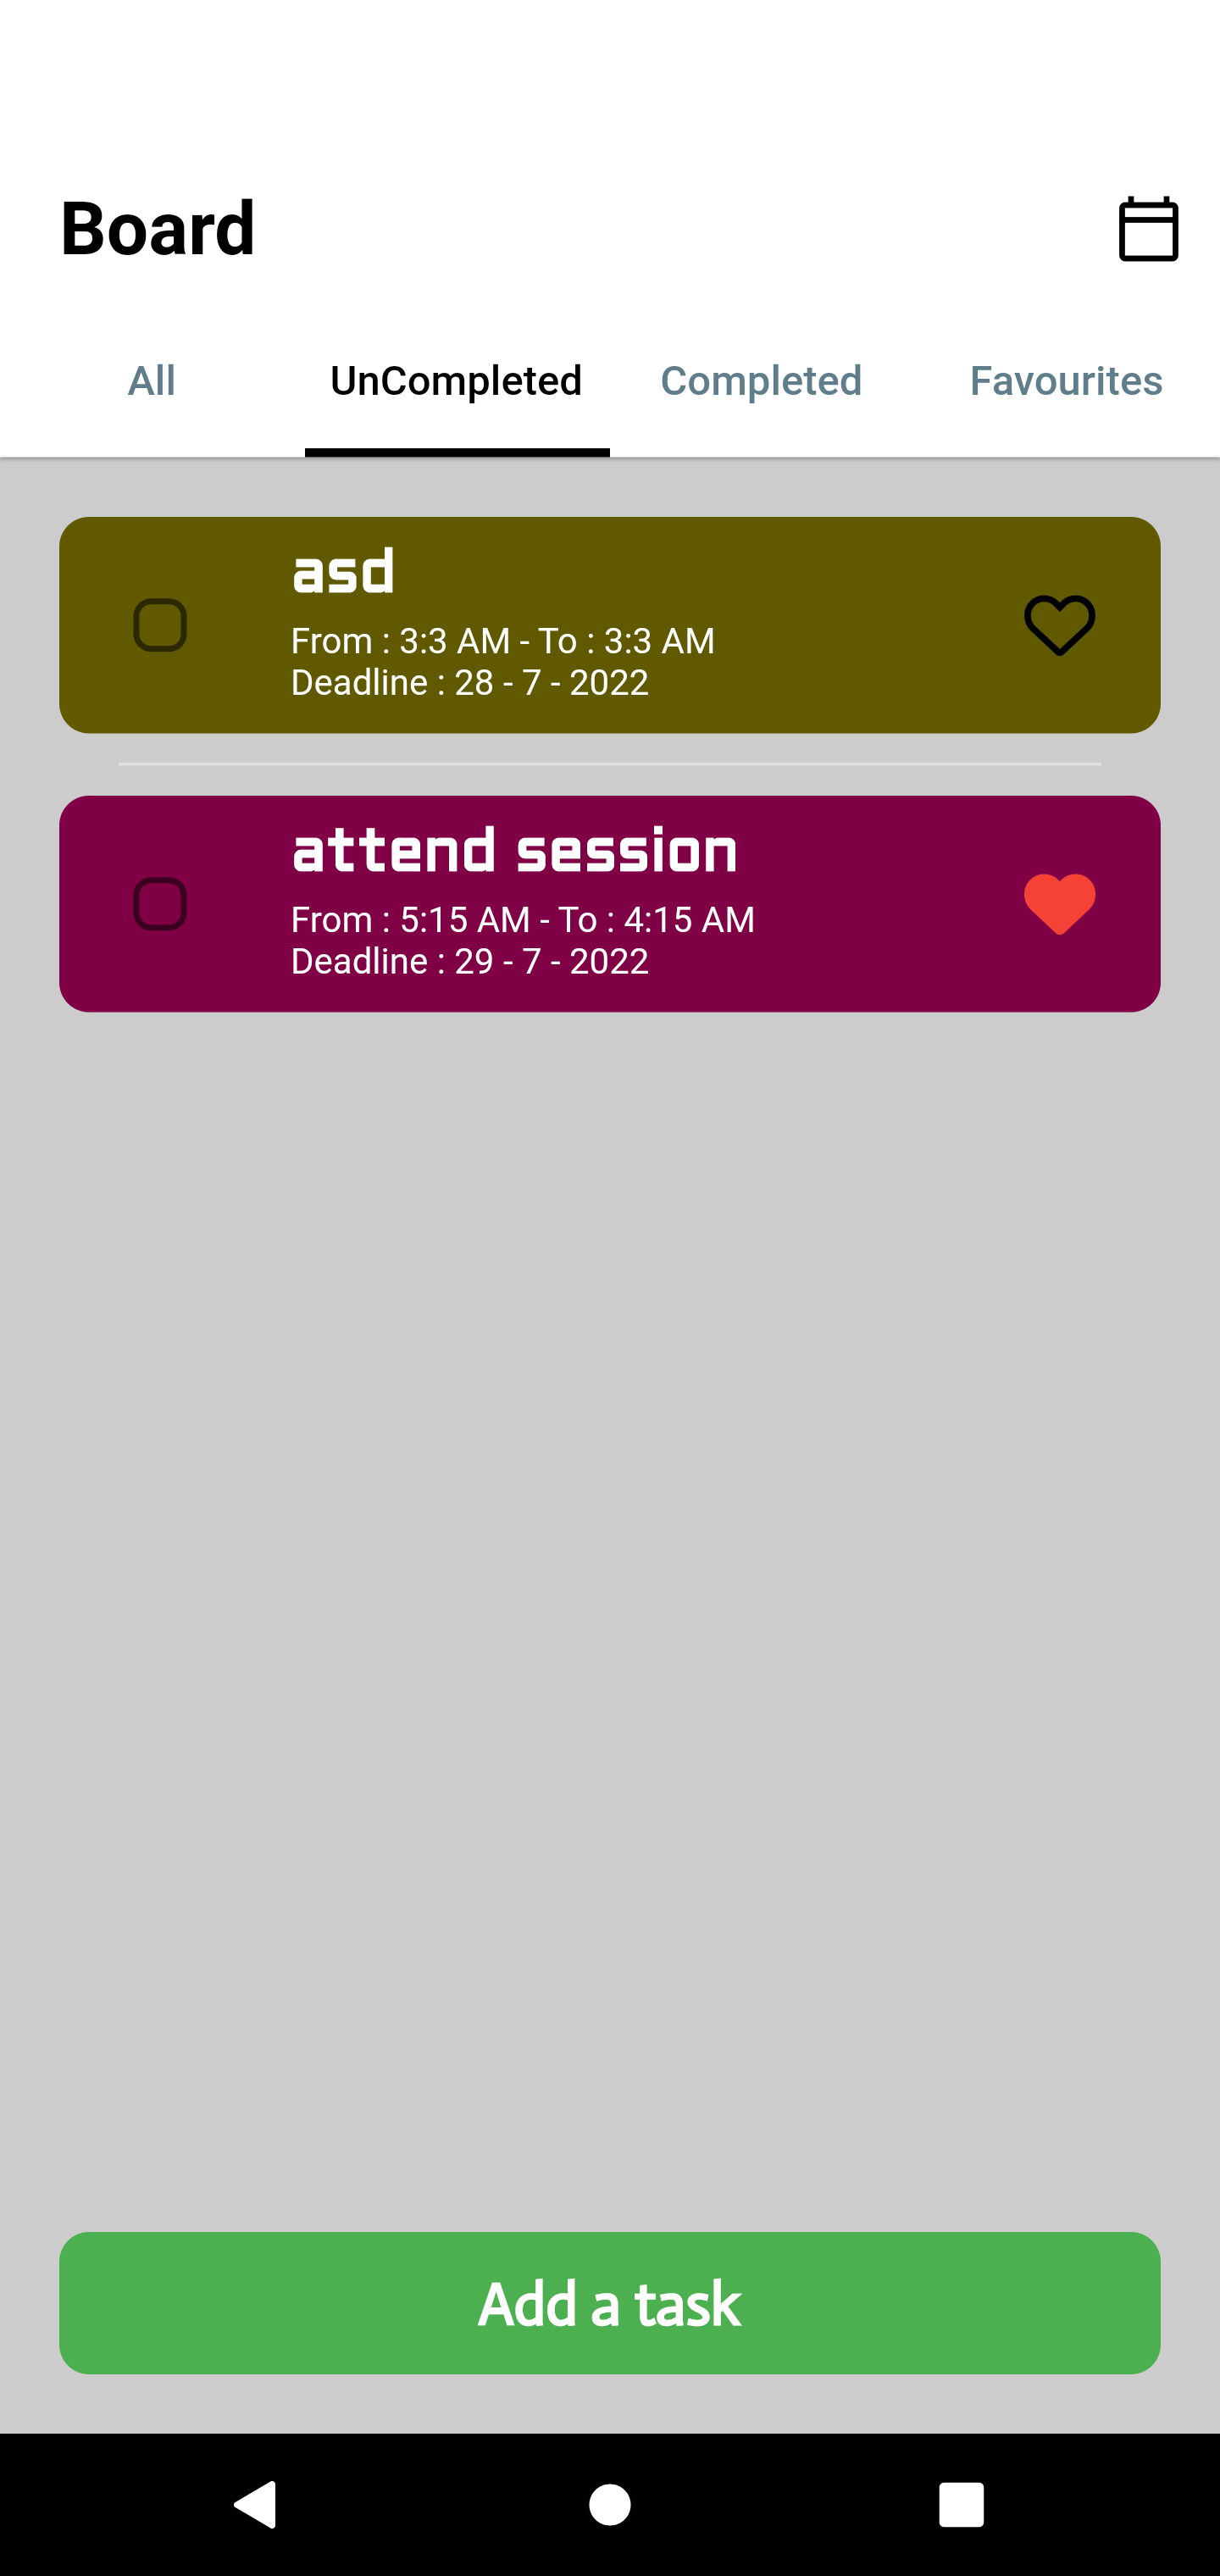 Board
All UnCompleted Completed Favourites
asd
From : 3:3 AM - To : 3:3 AM
Deadline : 28 - 7 - 2022
attend session
From : 5:15 AM - To : 4:15 AM
Deadline : 29 - 7 - 2022
Add a task